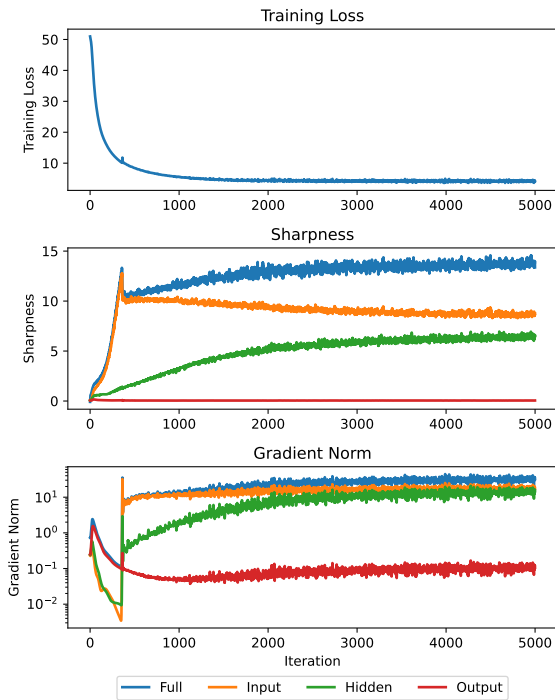 Training Loss
50
40
30
20
10
Training Loss
0 1000 2000 3000 4000 5000
Sharpness
15
10
5
0
Sharpness
0 1000 2000 3000 4000 5000
Gradient Norm
10¹
10⁰
10⁻¹
10⁻²
Gradient Norm
0 1000 2000 3000 4000 5000
Iteration
Full Input Hidden Output